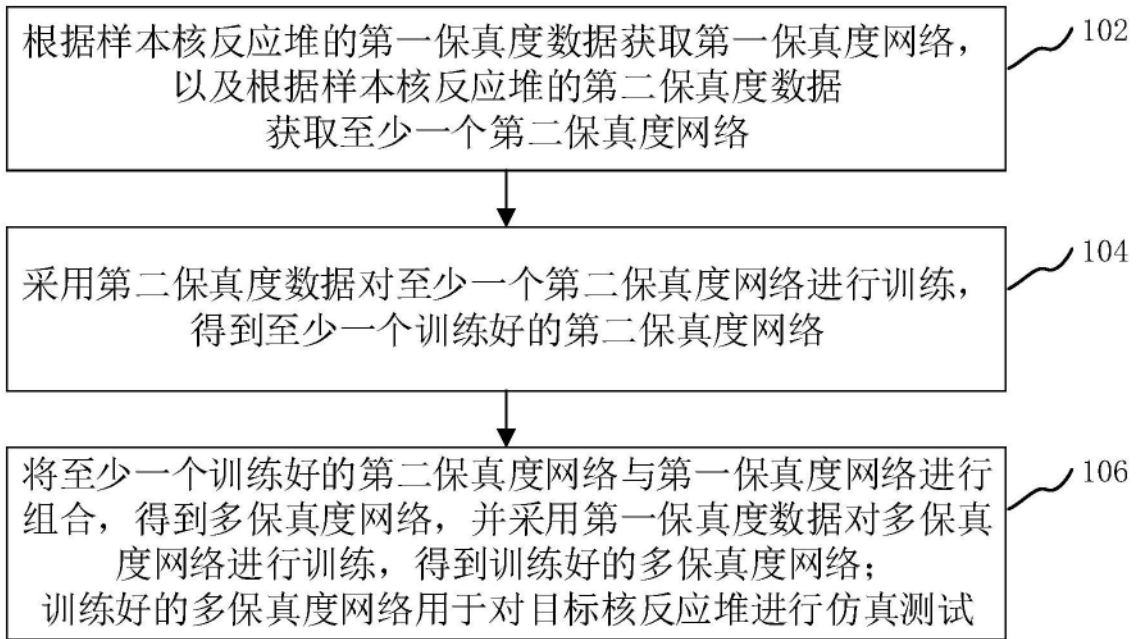 根据样本核反应堆的第一保真度数据获取第一保真度网络，
以及根据样本核反应堆的第二保真度数据
获取至少一个第二保真度网络
102
采用第二保真度数据对至少一个第二保真度网络进行训练，
得到至少一个训练好的第二保真度网络
104
将至少一个训练好的第二保真度网络与第一保真度网络进行
组合，得到多保真度网络，并采用第一保真度数据对多保真
度网络进行训练，得到训练好的多保真度网络；
训练好的多保真度网络用于对目标核反应堆进行仿真测试
106